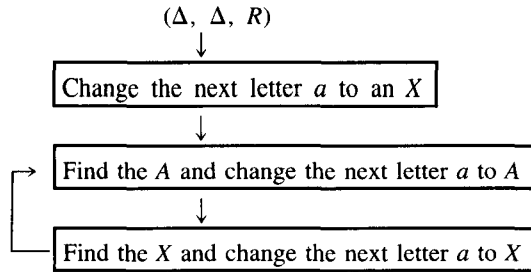 (Δ, Δ, R)
Change the next letter a to an X
Find the A and change the next letter a to A
Find the X and change the next letter a to X